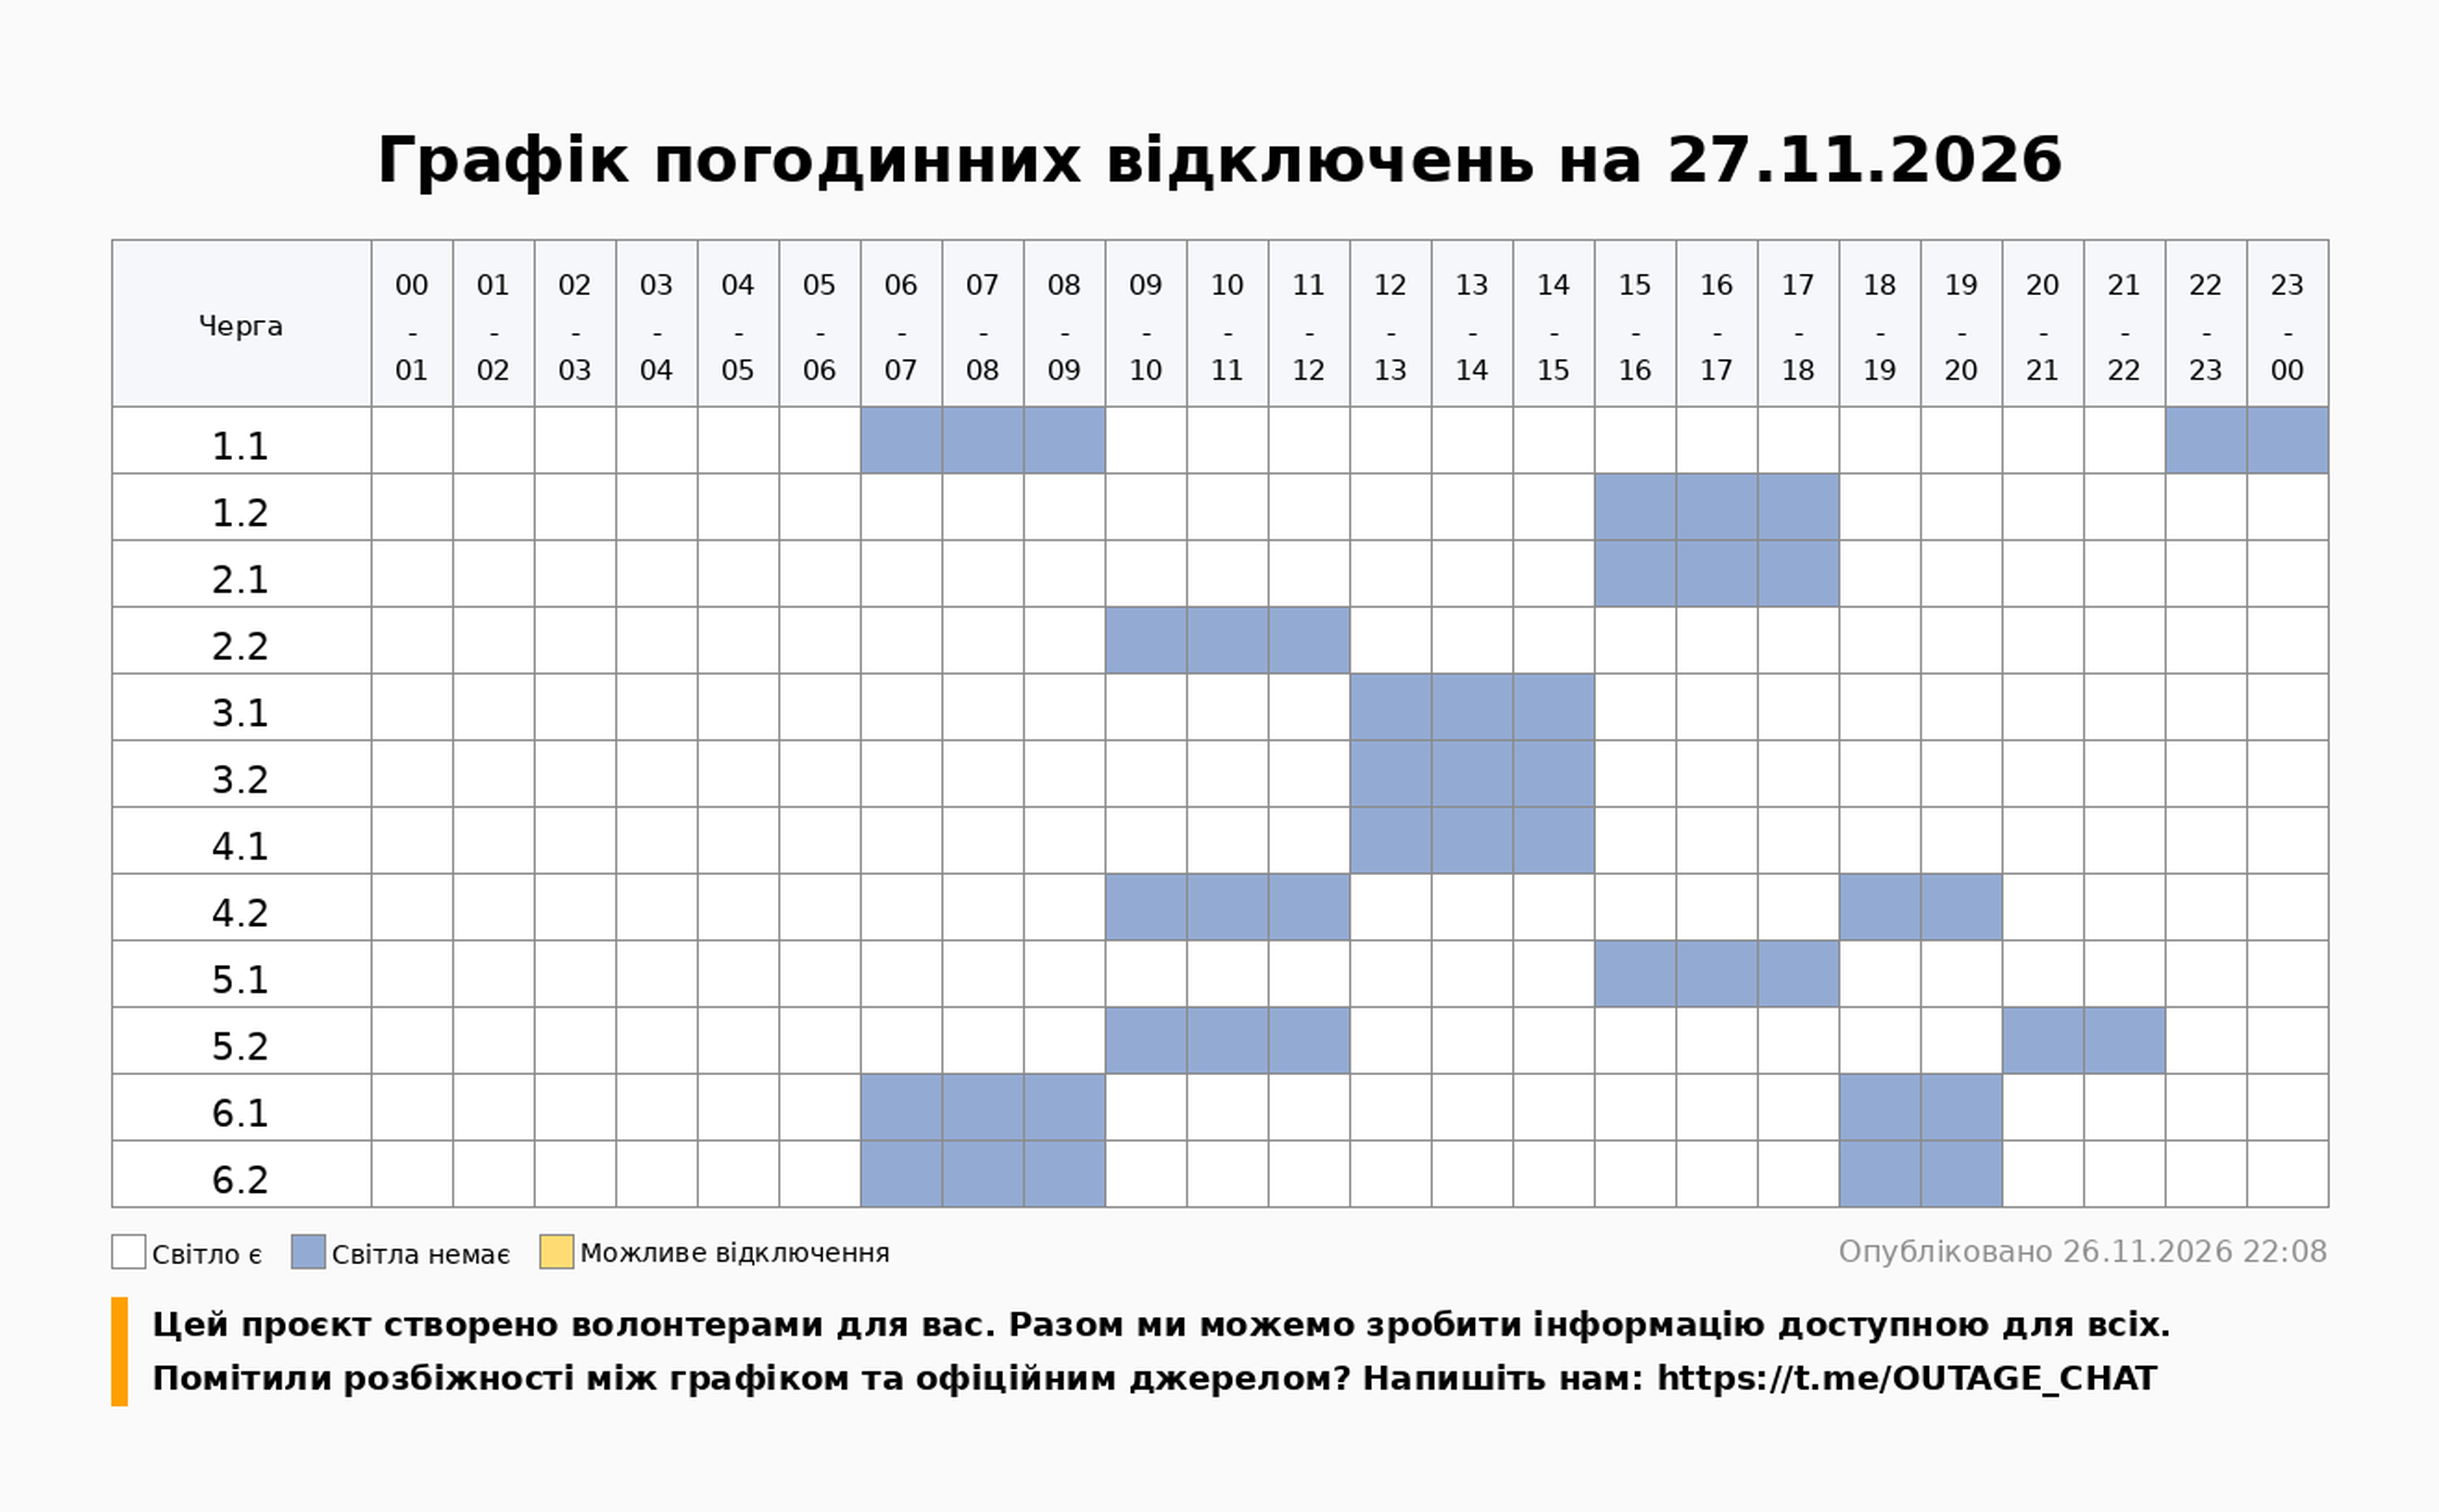 Графік погодинних відключень на 27.11.2026
Черга 00 - 01 01 - 02 02 - 03 03 - 04 04 - 05 05 - 06 06 - 07 07 - 08 08 - 09 09 - 10 10 - 11 11 - 12 12 - 13 13 - 14 14 - 15 15 - 16 16 - 17 17 - 18 18 - 19 19 - 20 20 - 21 21 - 22 22 - 23 23 - 00
1.1
1.2
2.1
2.2
3.1
3.2
4.1
4.2
5.1
5.2
6.1
6.2
Світло є Світла немає Можливе відключення Опубліковано 26.11.2026 22:08
Цей проєкт створено волонтерами для вас. Разом ми можемо зробити інформацію доступною для всіх.
Помітили розбіжності між графіком та офіційним джерелом? Напишіть нам: https://t.me/OUTAGE_CHAT